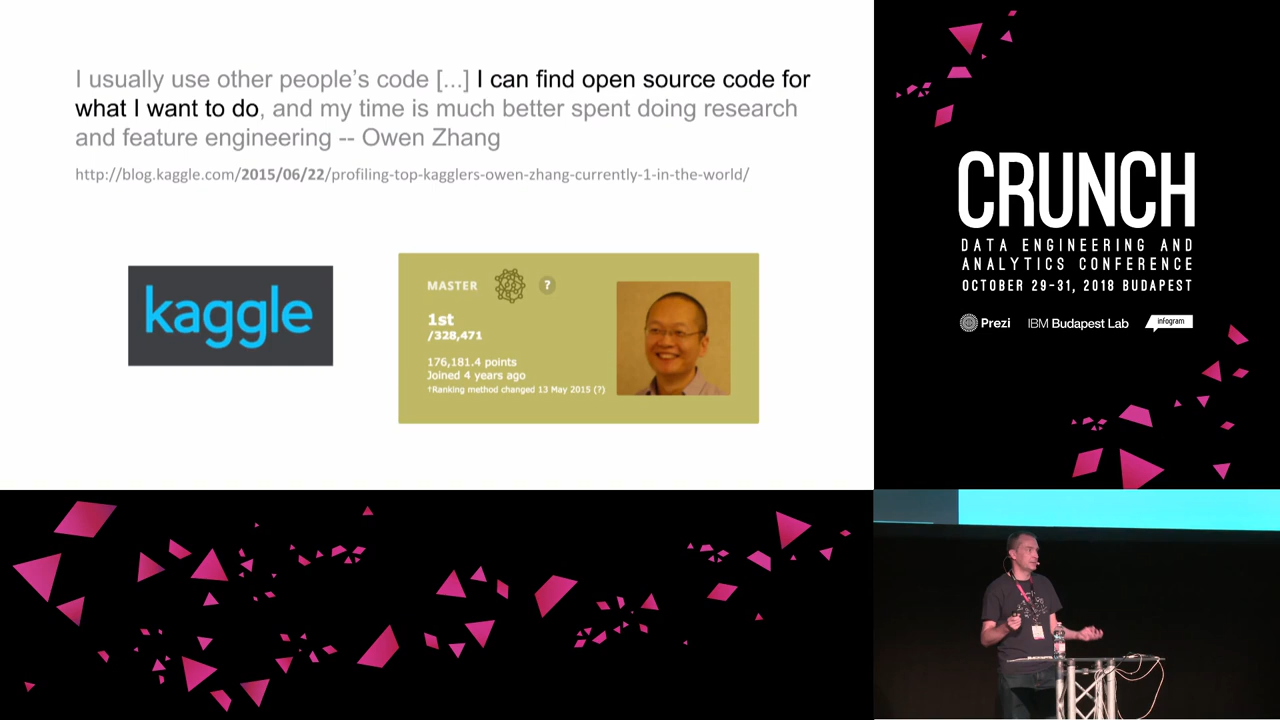 I usually use other people’s code [...] I can find open source code for
what I want to do, and my time is much better spent doing research
and feature engineering -- Owen Zhang
http://blog.kaggle.com/2015/06/22/profiling-top-kagglers-owen-zhang-currently-1-in-the-world/
kaggle
MASTER ?
1st
/328,471
176,181.4 points
Joined 4 years ago
†Ranking method changed 13 May 2015 (?)
CRUNCH
DATA ENGINEERING AND
ANALYTICS CONFERENCE
OCTOBER 29-31, 2018 BUDAPEST
Prezi IBM Budapest Lab infogram